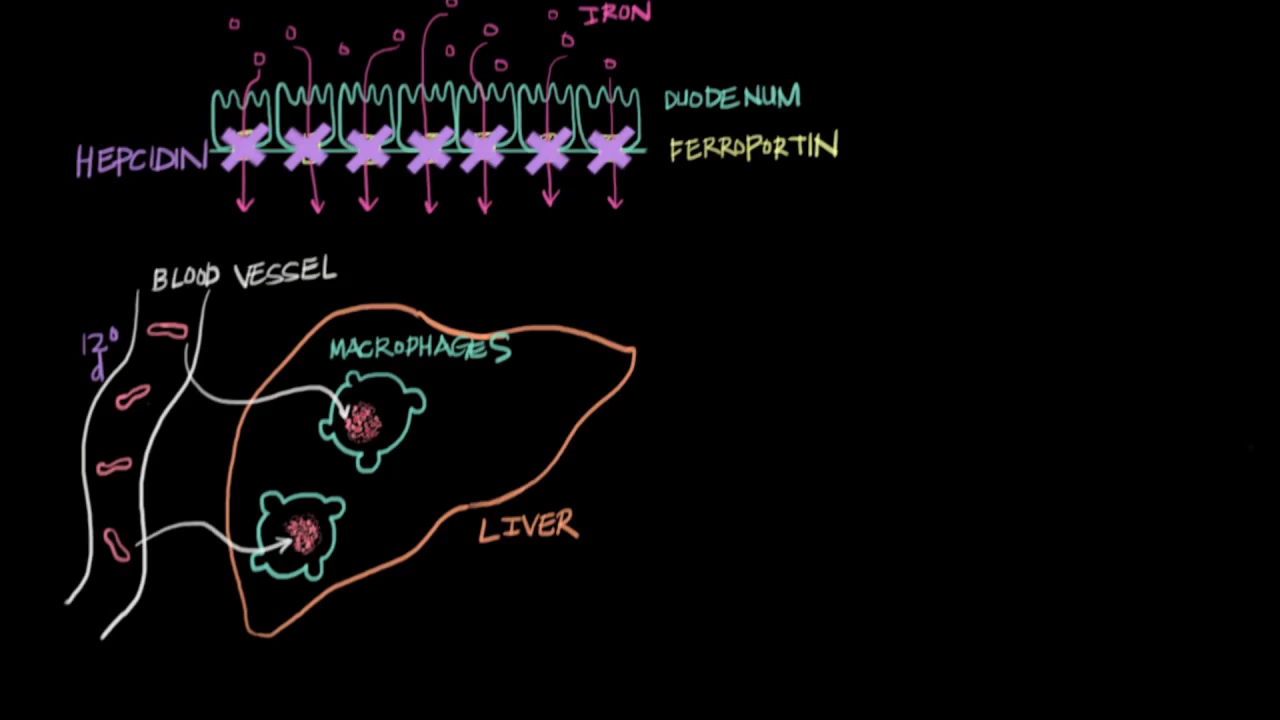 IRON
DUODENUM
HEPCIDIN
FERROPORTIN
BLOOD VESSEL
120
d
MACROPHAGES
LIVER